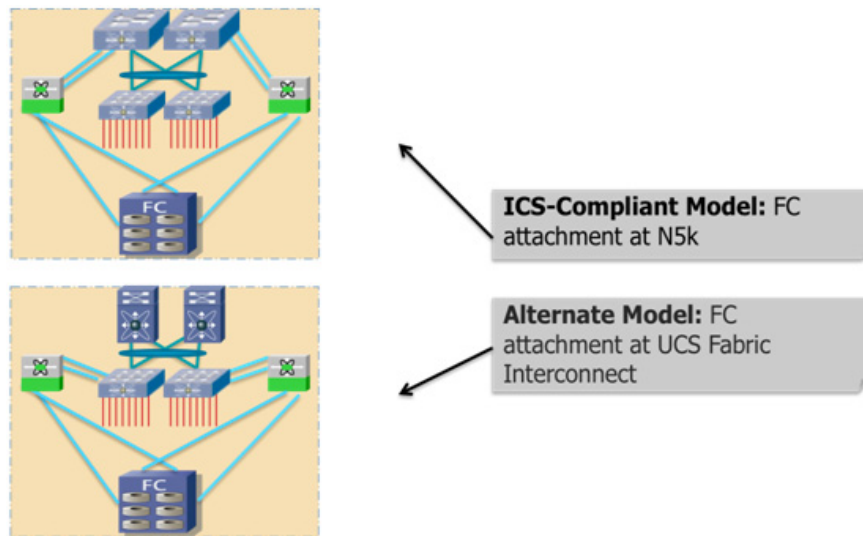 FC
ICS-Compliant Model: FC
attachment at N5k
Alternate Model: FC
attachment at UCS Fabric
Interconnect
FC